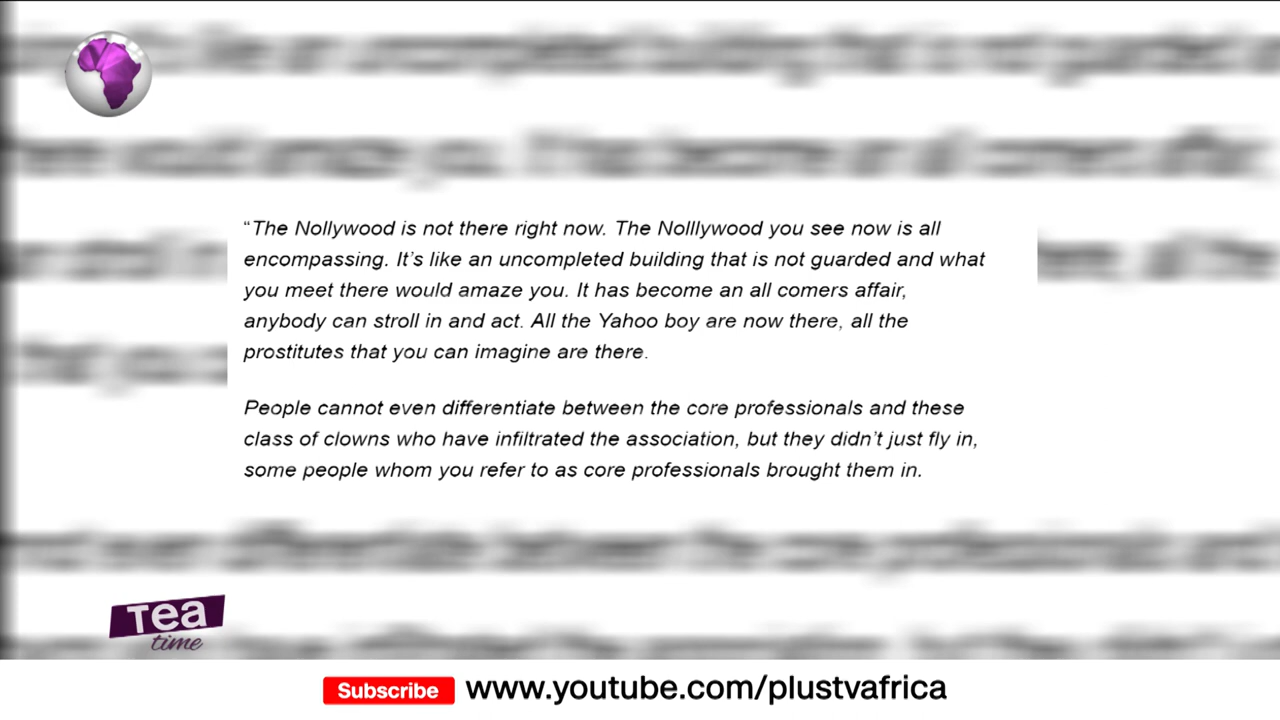 “The Nollywood is not there right now. The Nolllywood you see now is all
encompassing. It’s like an uncompleted building that is not guarded and what
you meet there would amaze you. It has become an all comers affair,
anybody can stroll in and act. All the Yahoo boy are now there, all the
prostitutes that you can imagine are there.
People cannot even differentiate between the core professionals and these
class of clowns who have infiltrated the association, but they didn’t just fly in,
some people whom you refer to as core professionals brought them in.
Tea
time
Subscribe www.youtube.com/plustvafrica